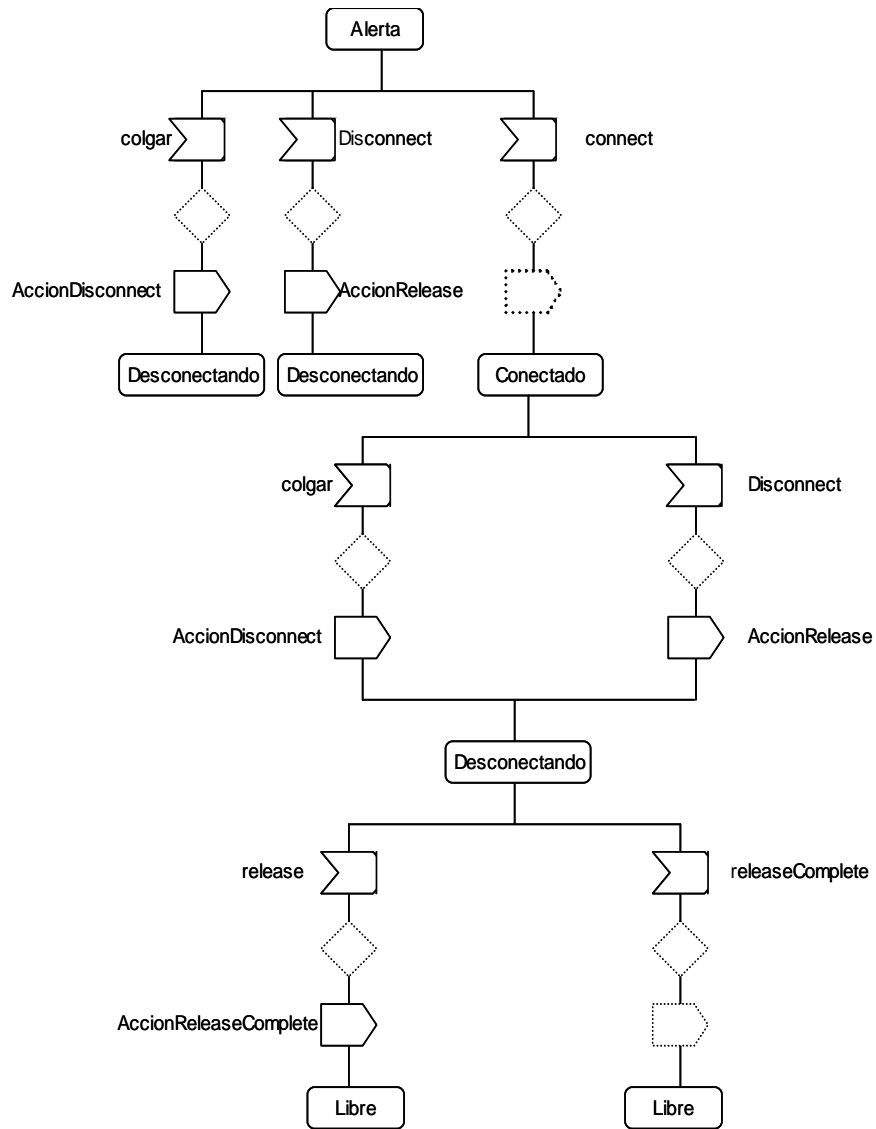 Alerta
colgar
Disconnect
connect
AccionDisconnect
AccionRelease
Desconectando
Desconectando
Conectado
colgar
Disconnect
AccionDisconnect
AccionRelease
Desconectando
release
releaseComplete
AccionReleaseComplete
Libre
Libre